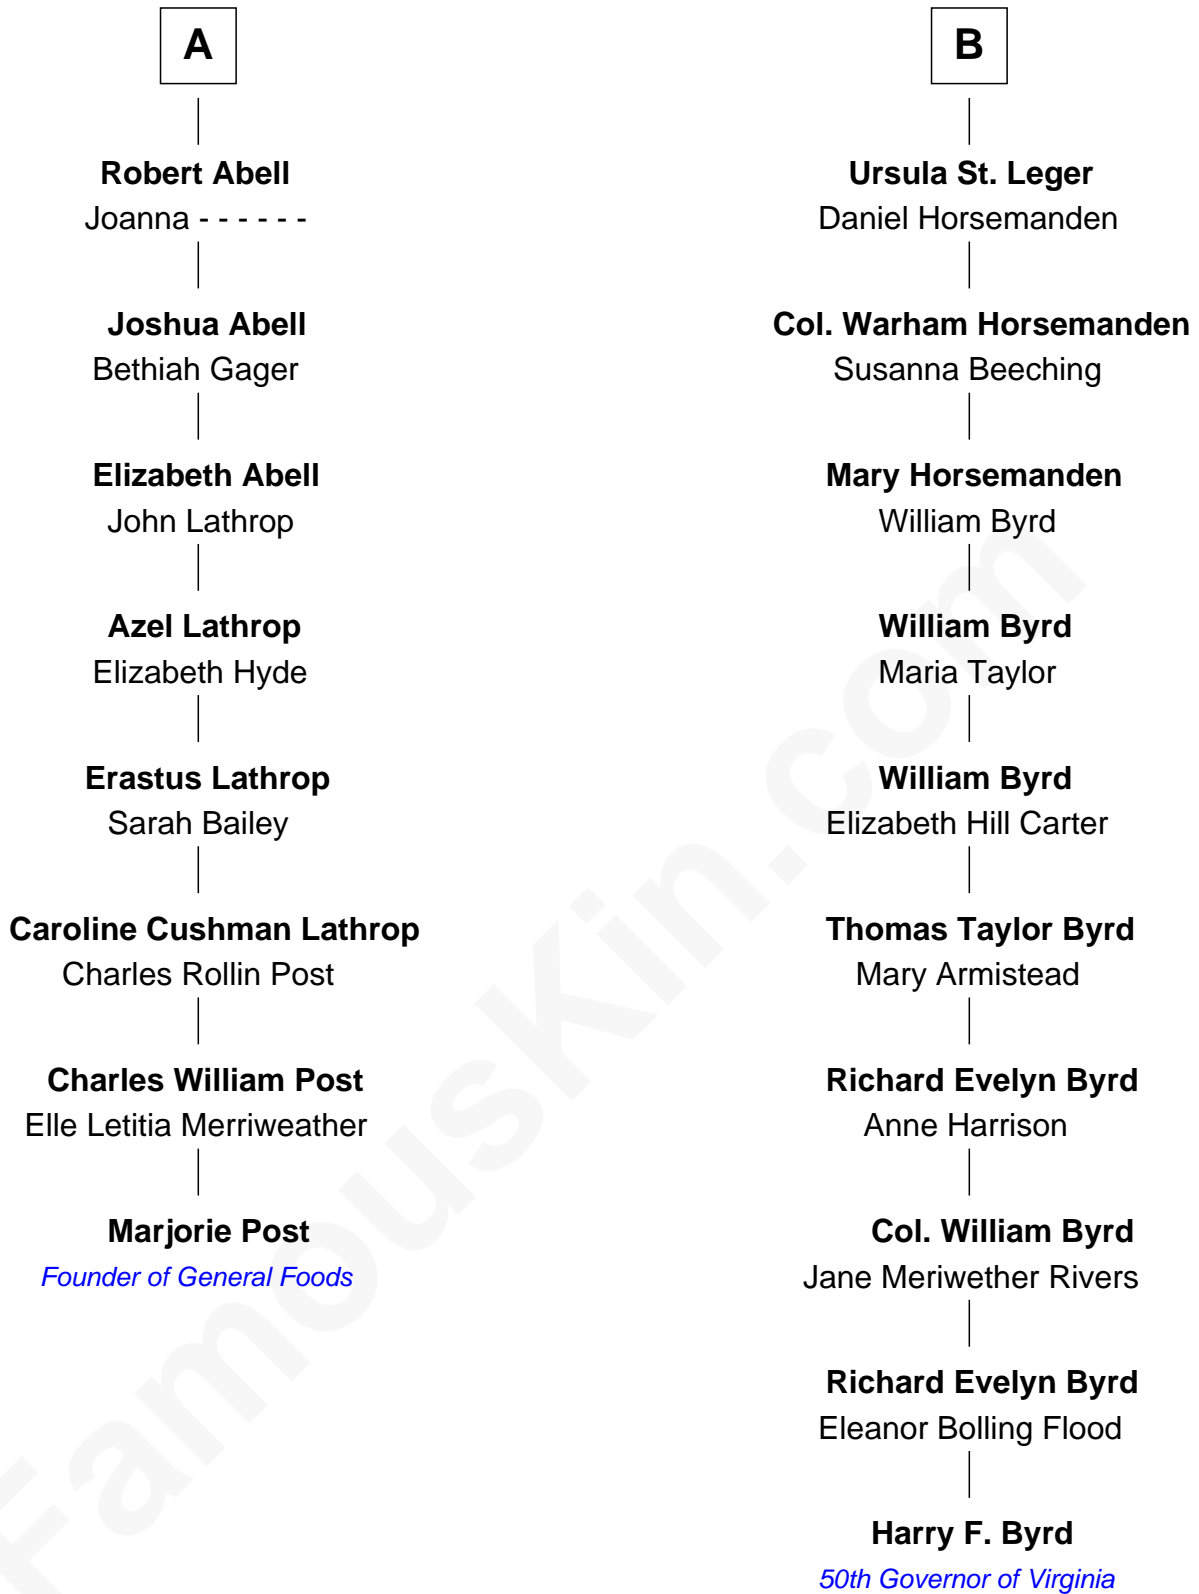 A
Robert Abell
Joanna - - - - - -
Joshua Abell
Bethiah Gager
Elizabeth Abell
John Lathrop
Azel Lathrop
Elizabeth Hyde
Erastus Lathrop
Sarah Bailey
Caroline Cushman Lathrop
Charles Rollin Post
Charles William Post
Elle Letitia Merriweather
Marjorie Post
Founder of General Foods
B
Ursula St. Leger
Daniel Horsemanden
Col. Warham Horsemanden
Susanna Beeching
Mary Horsemanden
William Byrd
William Byrd
Maria Taylor
William Byrd
Elizabeth Hill Carter
Thomas Taylor Byrd
Mary Armistead
Richard Evelyn Byrd
Anne Harrison
Col. William Byrd
Jane Meriwether Rivers
Richard Evelyn Byrd
Eleanor Bolling Flood
Harry F. Byrd
50th Governor of Virginia
FamousKin.com